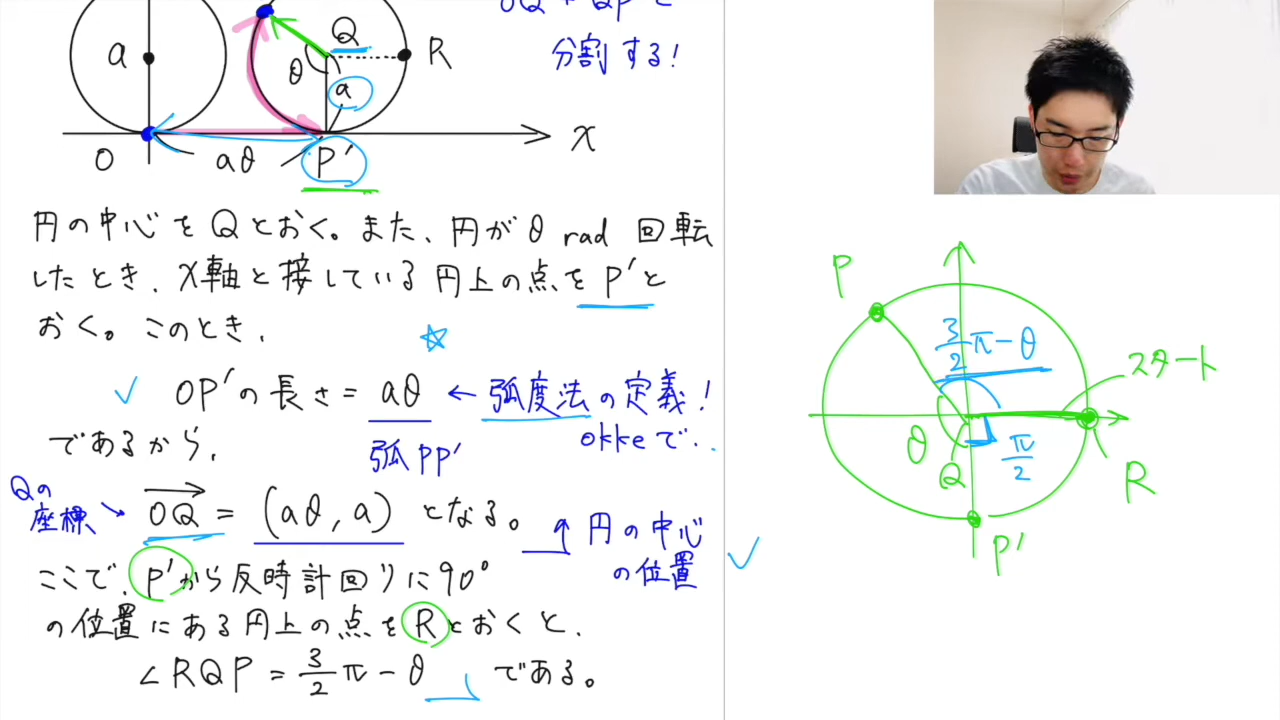 OQ + QP と
分割する!
a
Q
R
θ
a
O
aθ
P'
x
円の中心をQとおく。また、円がθ rad 回転
したとき、x軸と接している円上の点をP'と
おく。このとき、
☆
✓ OP'の長さ = aθ ← 弧度法の定義!
okkeで..
であるから、
弧PP'
Qの
座標
OQ = (aθ, a) となる。
円の中心
の位置
ここで、P'から反時計回りに90°
の位置にある円上の点をRとおくと、
∠RQP = 3/2 π - θ である。
P
3/2 π - θ
スタート
θ
Q
π/2
R
P'
✓